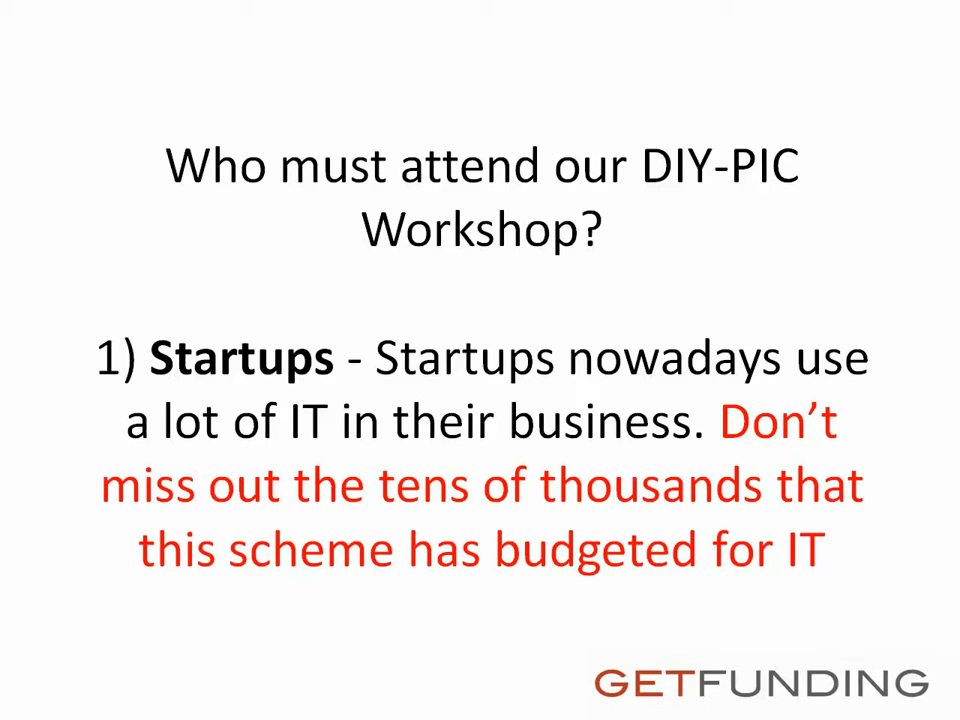 Who must attend our DIY-PIC
Workshop?
1) Startups - Startups nowadays use
a lot of IT in their business. Don’t
miss out the tens of thousands that
this scheme has budgeted for IT
GETFUNDING